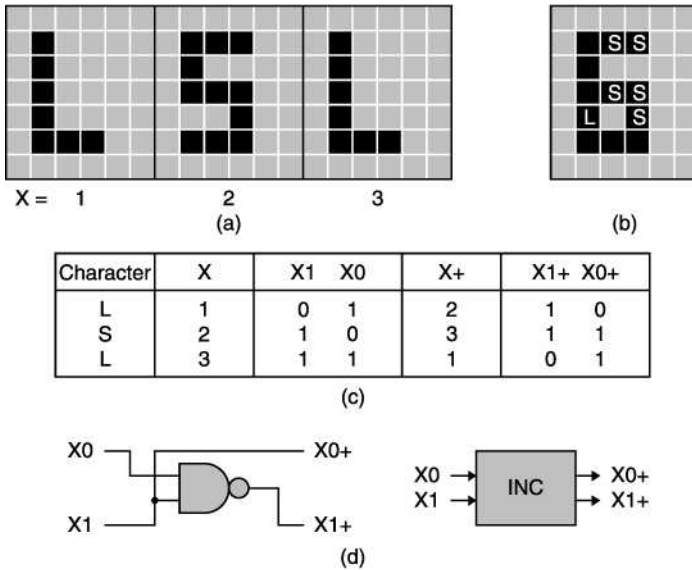 S S
S S
L S
X = 1 2 3
(a) (b)
Character X X1 X0 X+ X1+ X0+
L 1 0 1 2 1 0
S 2 1 0 3 1 1
L 3 1 1 1 0 1
(c)
X0 X0+
X1 X1+
X0 INC X0+
X1 X1+
(d)